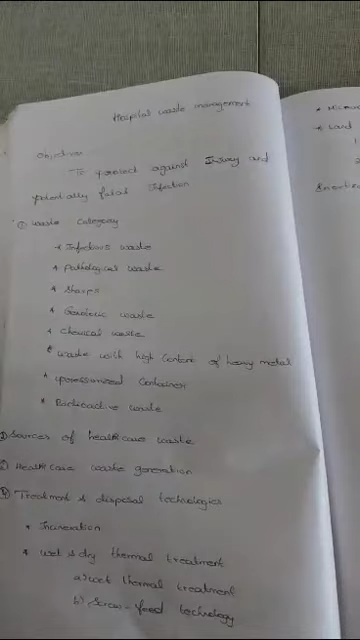 Hospital waste management
Objectives
- To protect against Injury and
potentially fatal Infection
① waste category
* Infectious waste
* Pathological waste
* sharps
* Genotoxic waste
* chemical waste
* waste with high content of heavy metal
* pressurized container
* Radioactive waste
② Sources of health care waste
③ Health care waste generation
④ Treatment & disposal technologies
* Incineration
* wet & dry thermal treatment
a) wet thermal treatment
b) Screw-feed technology
* Land
1
2